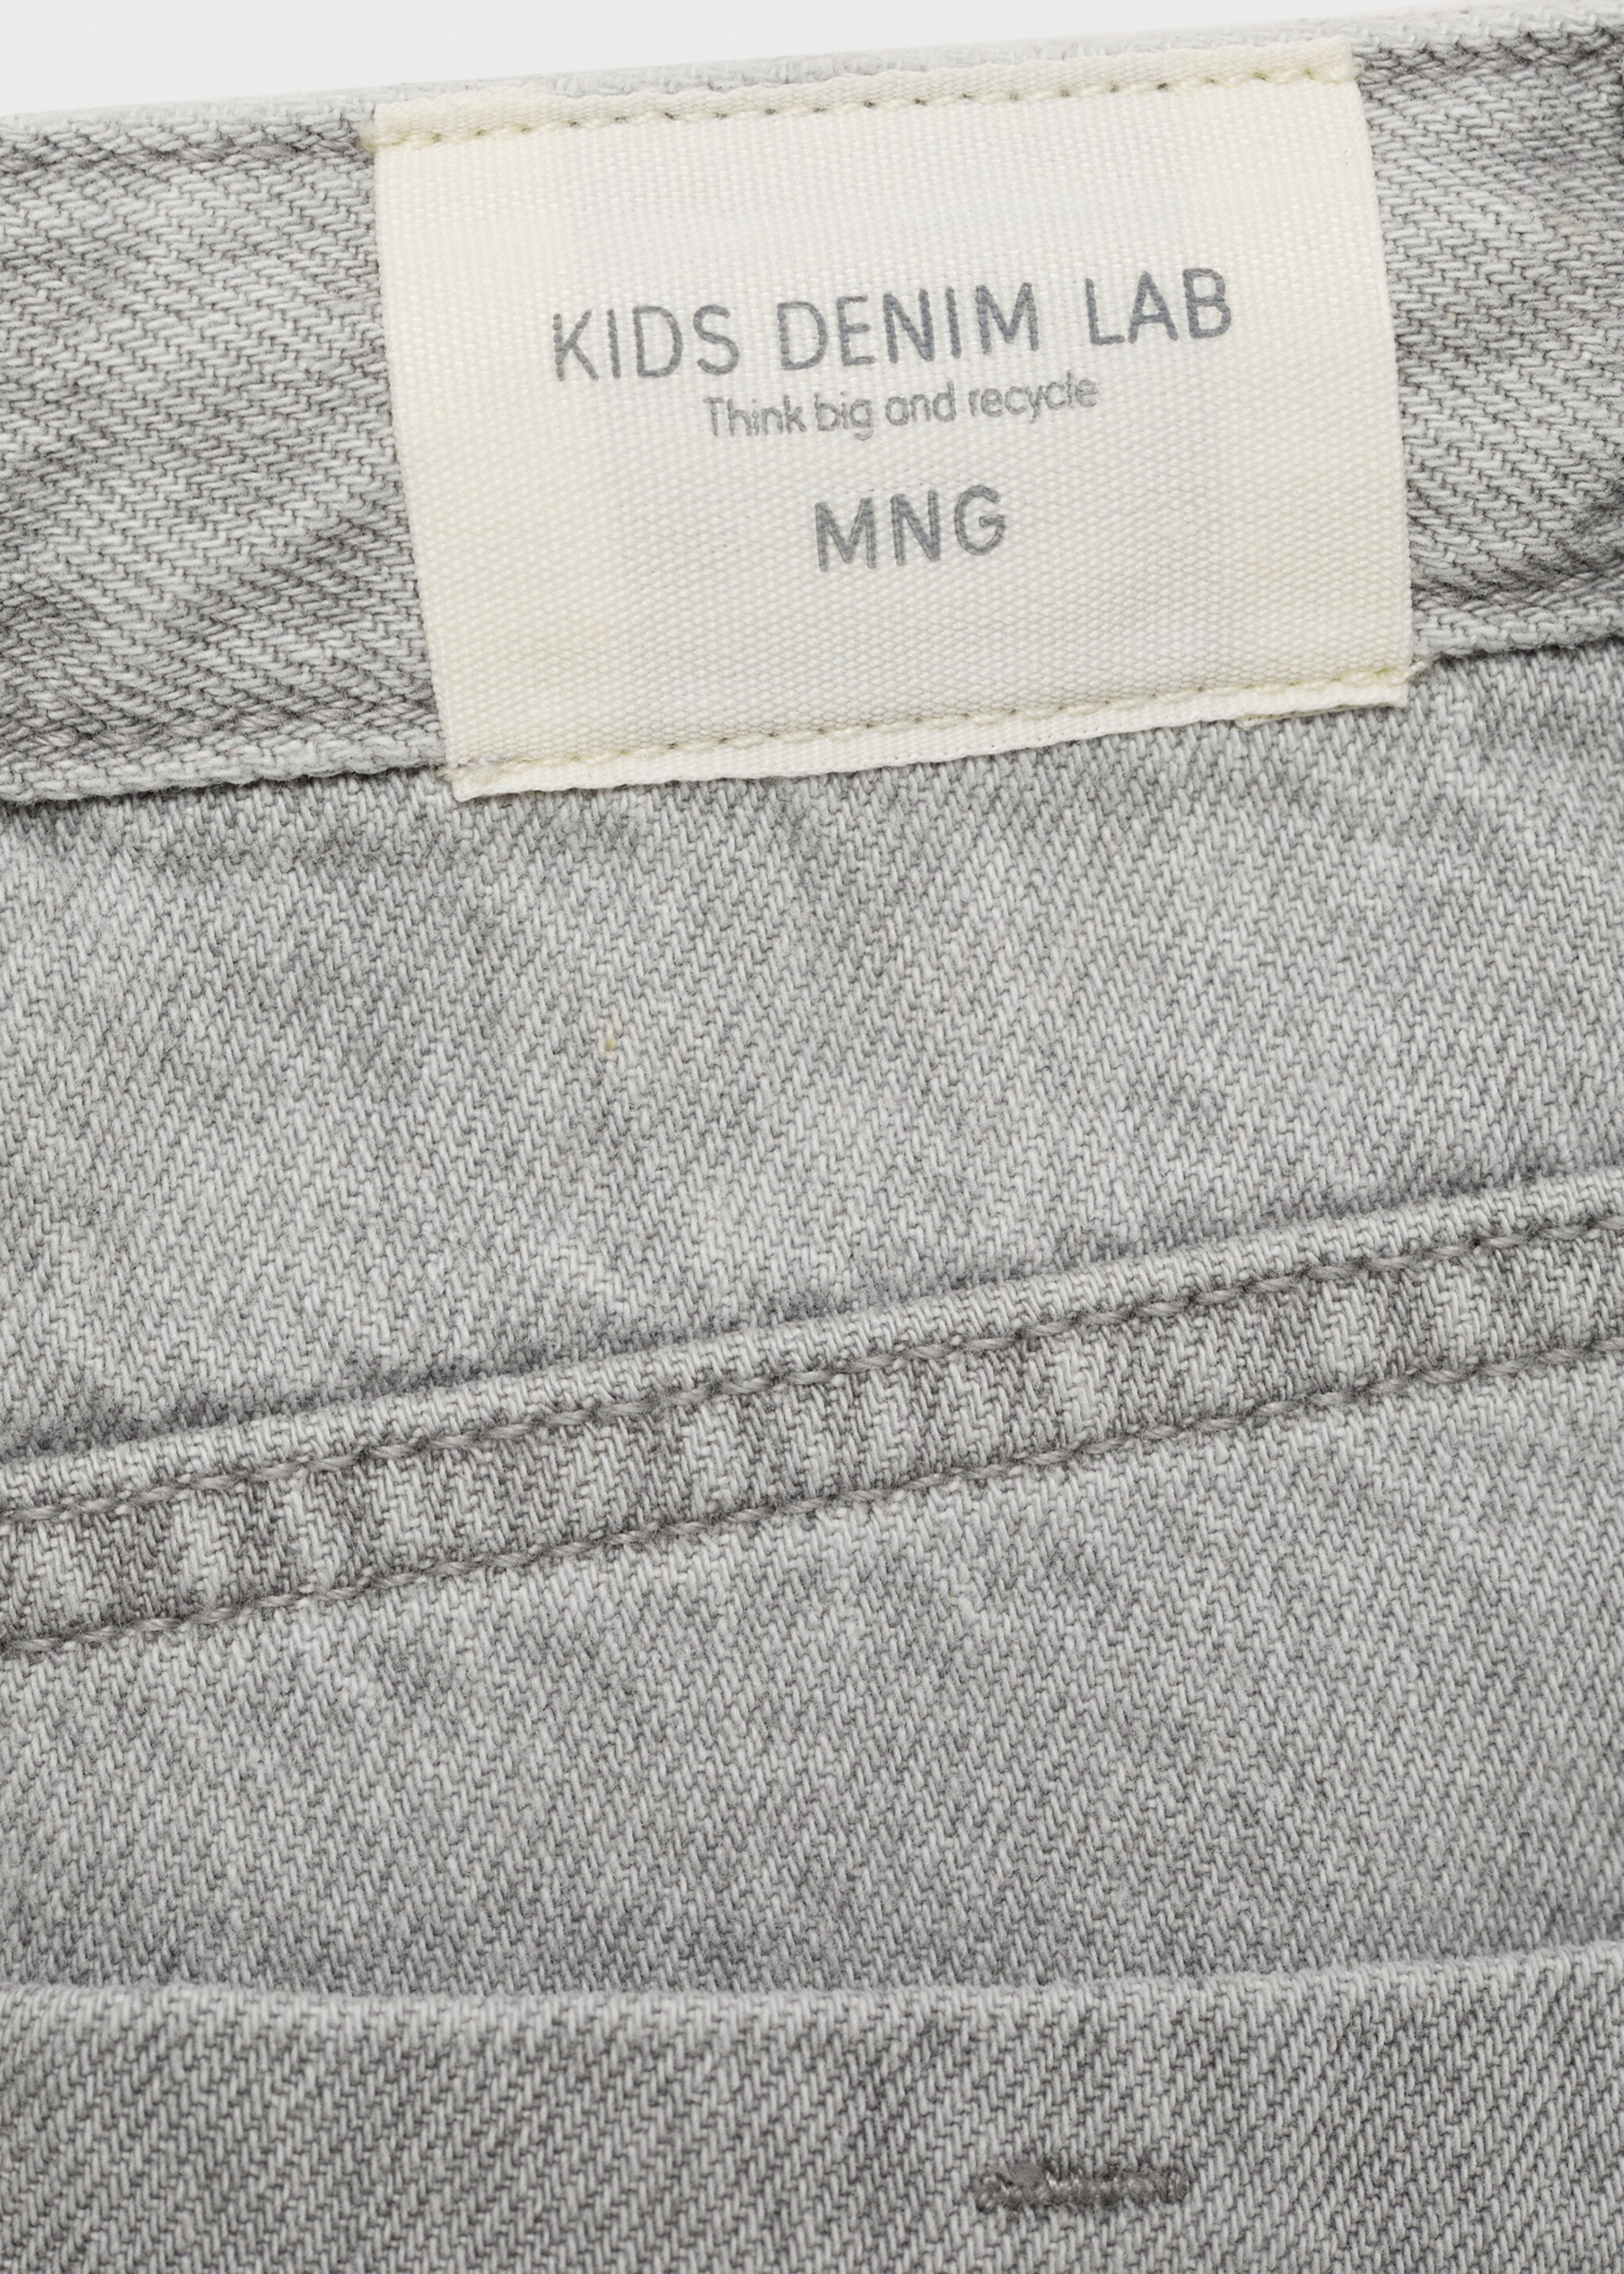 KIDS DENIM LAB
Think big and recycle
MNG